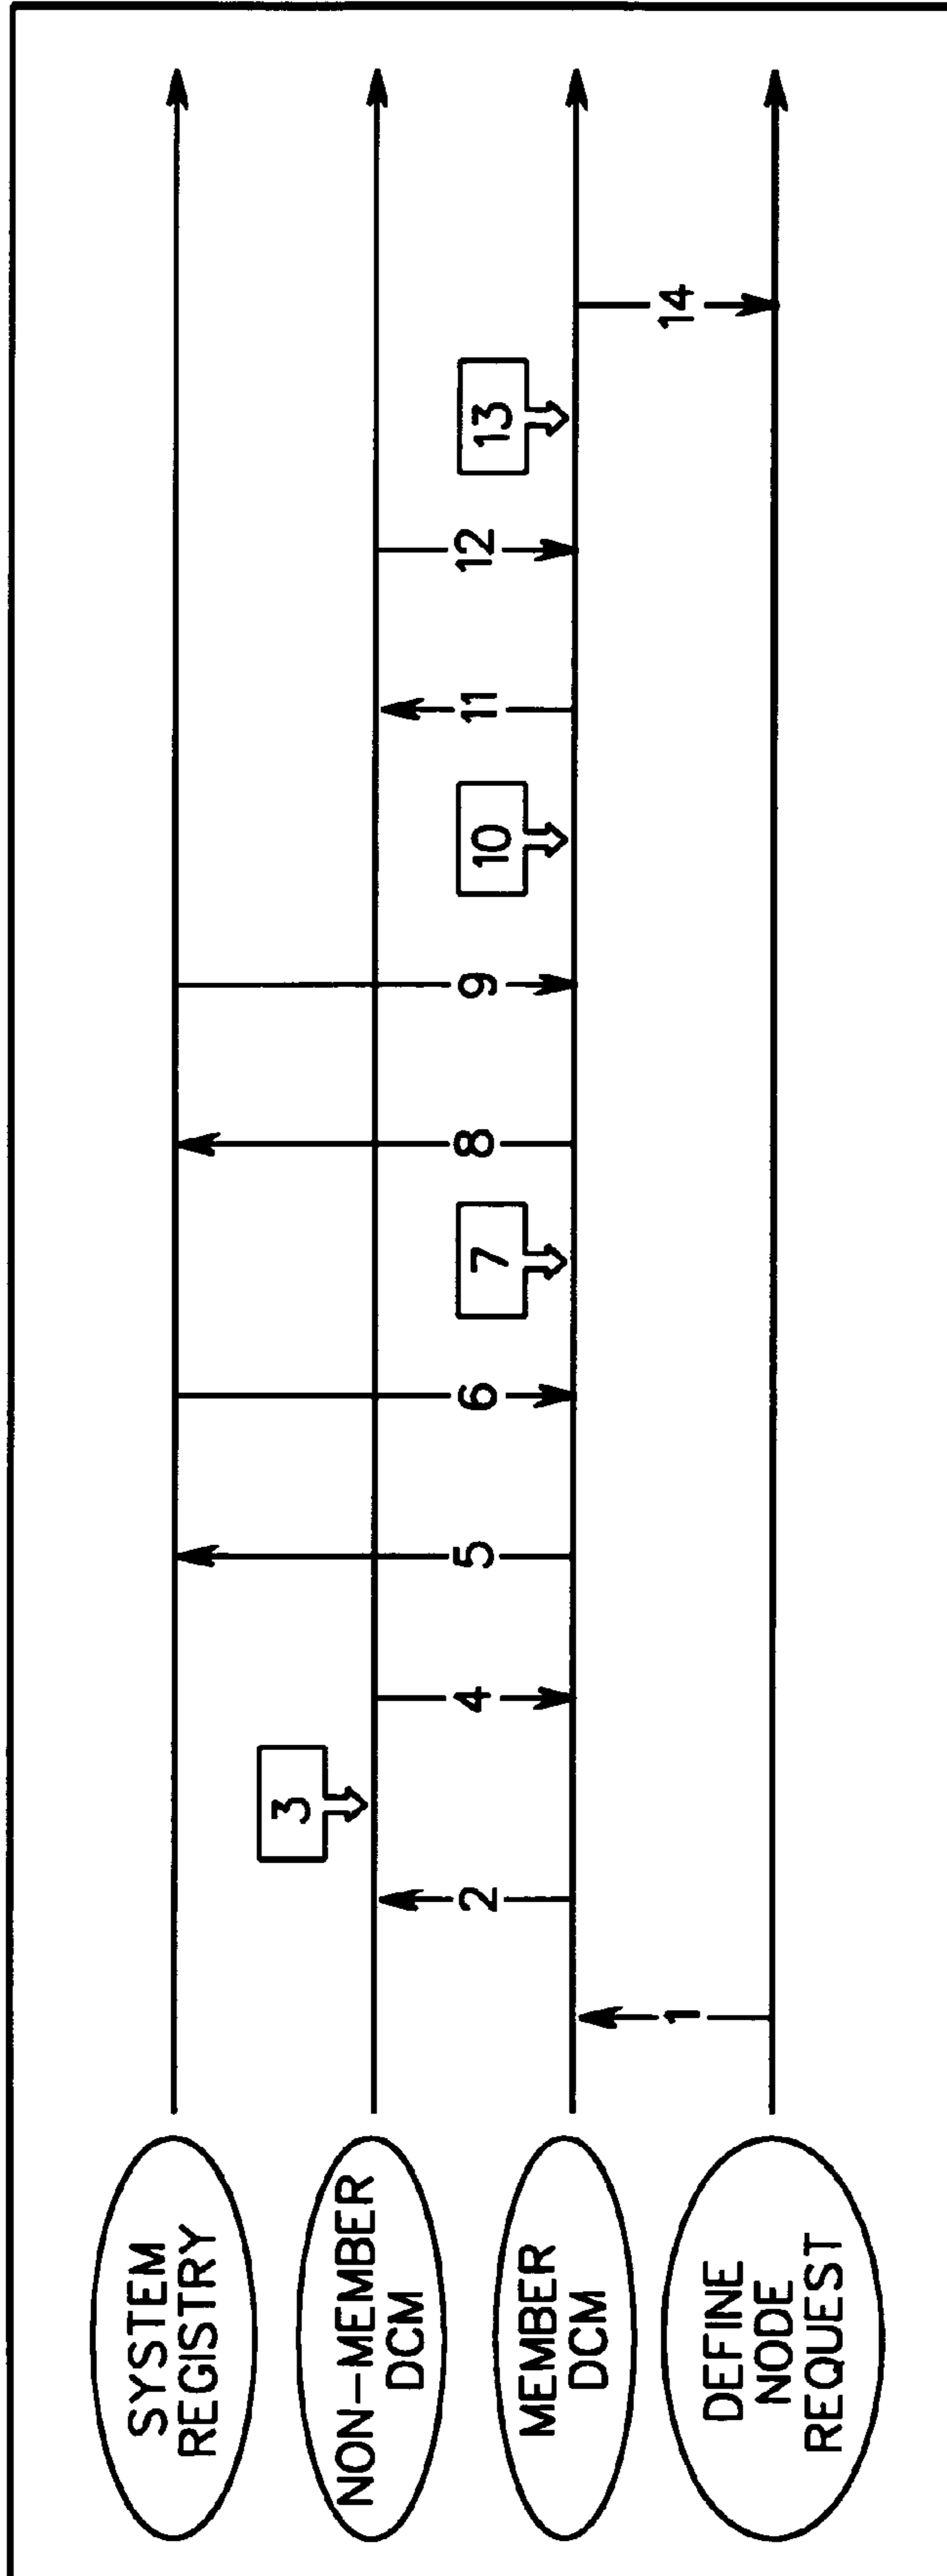 SYSTEM
REGISTRY
NON-MEMBER
DCM
MEMBER
DCM
DEFINE
NODE
REQUEST
1
2
3
4
5
6
7
8
9
10
11
12
13
14